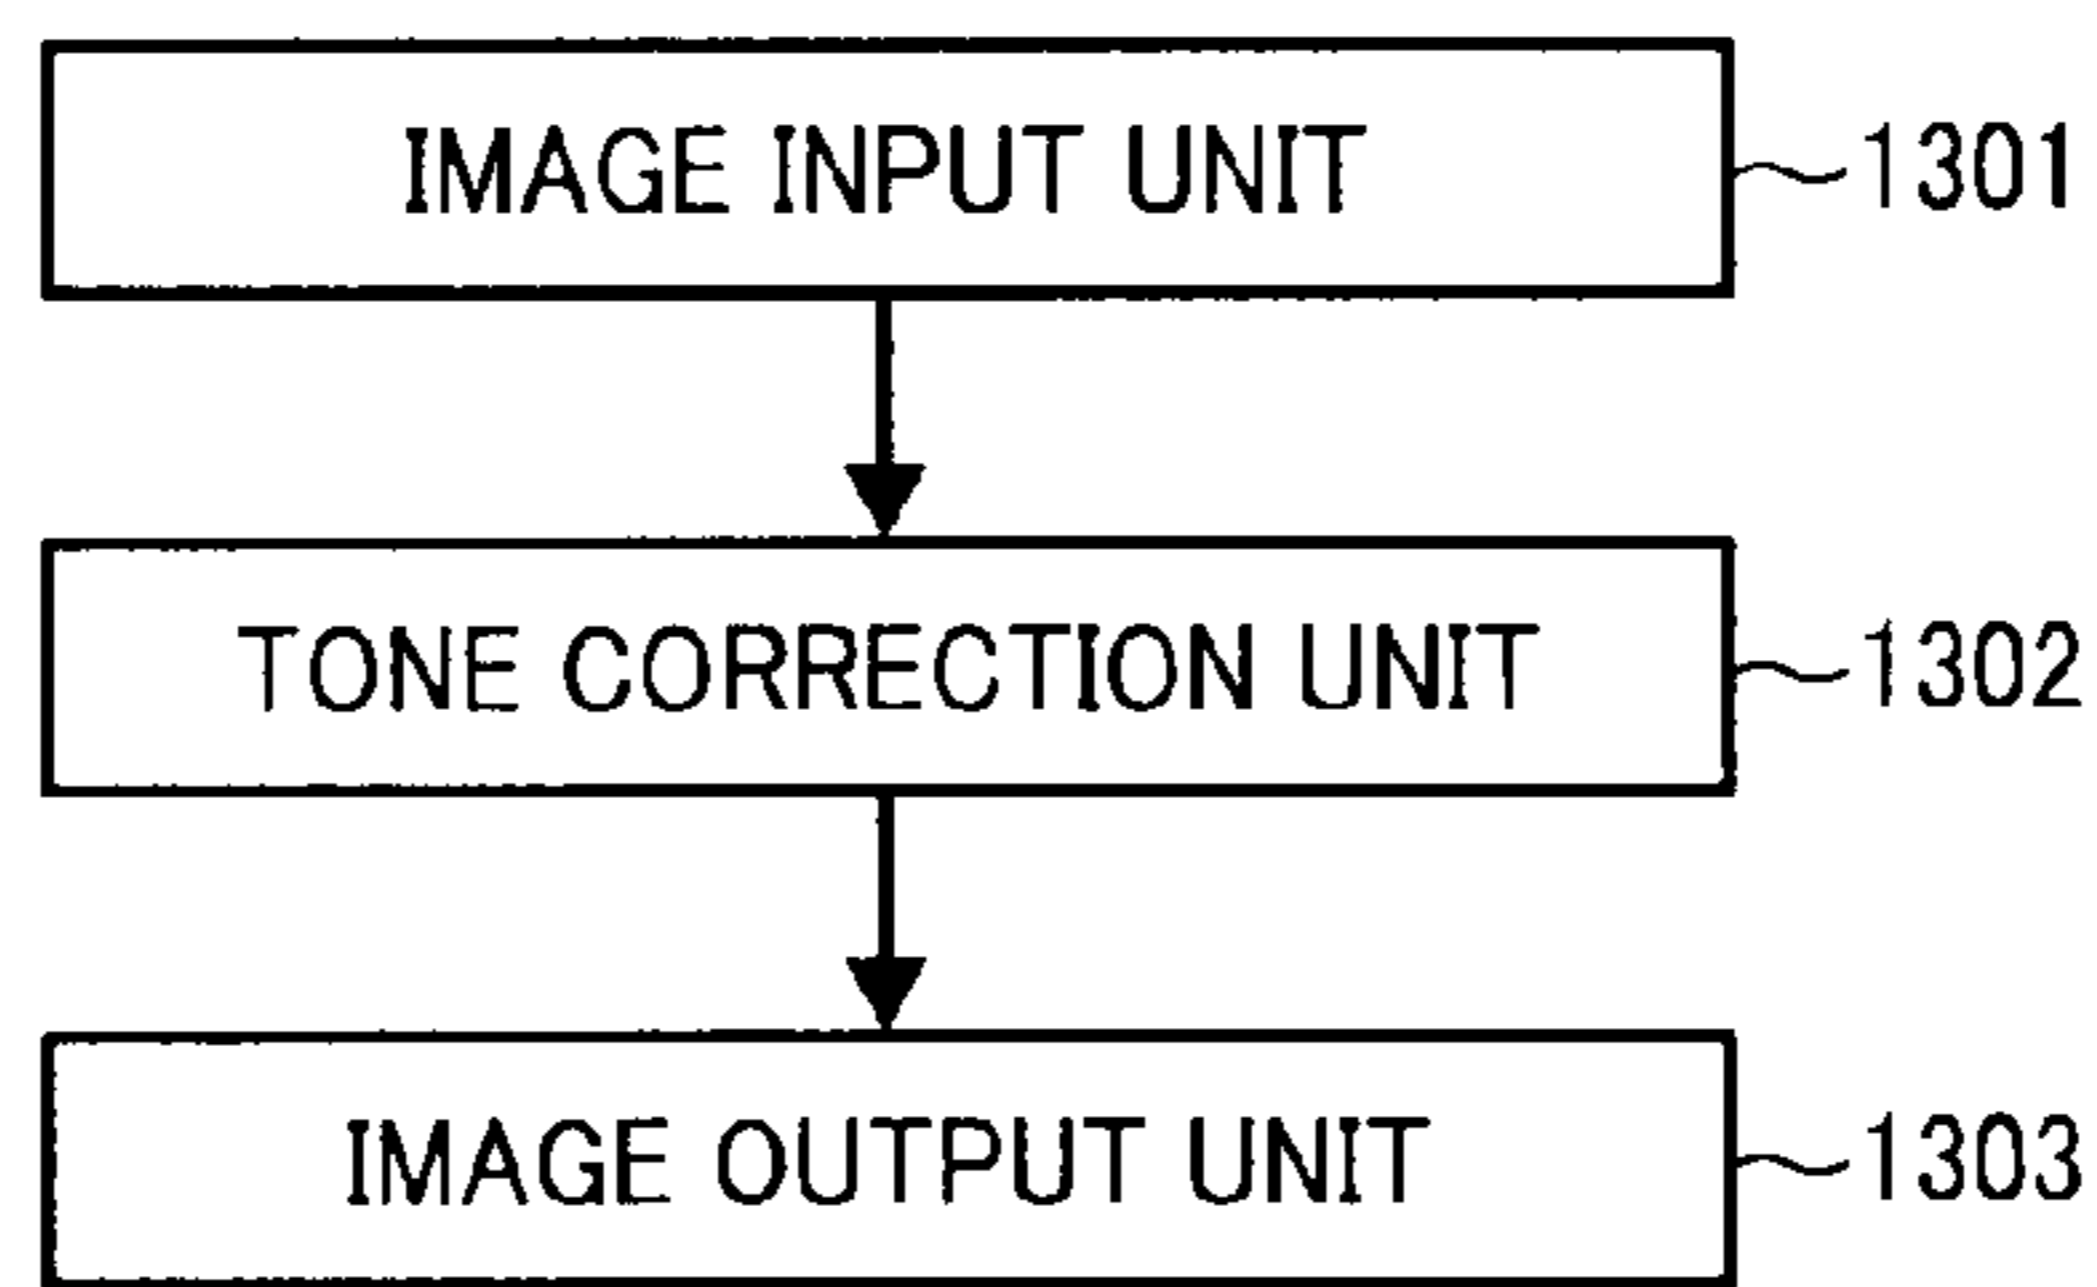 IMAGE INPUT UNIT 1301
TONE CORRECTION UNIT 1302
IMAGE OUTPUT UNIT 1303